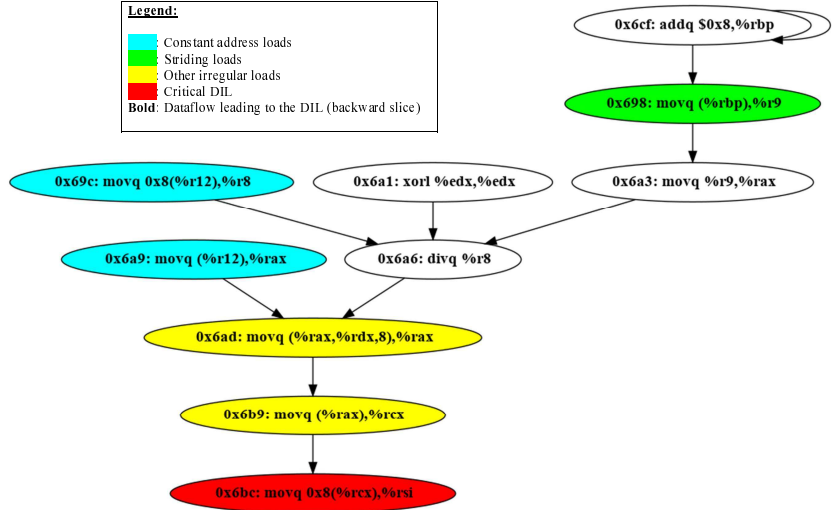 Legend:
: Constant address loads
: Striding loads
: Other irregular loads
: Critical DIL
Bold: Dataflow leading to the DIL (backward slice)
0x6cf: addq $0x8,%rbp
0x698: movq (%rbp),%r9
0x69c: movq 0x8(%r12),%r8
0x6a1: xorl %edx,%edx
0x6a3: movq %r9,%rax
0x6a9: movq (%r12),%rax
0x6a6: divq %r8
0x6ad: movq (%rax,%rdx,8),%rax
0x6b9: movq (%rax),%rcx
0x6bc: movq 0x8(%rcx),%rsi